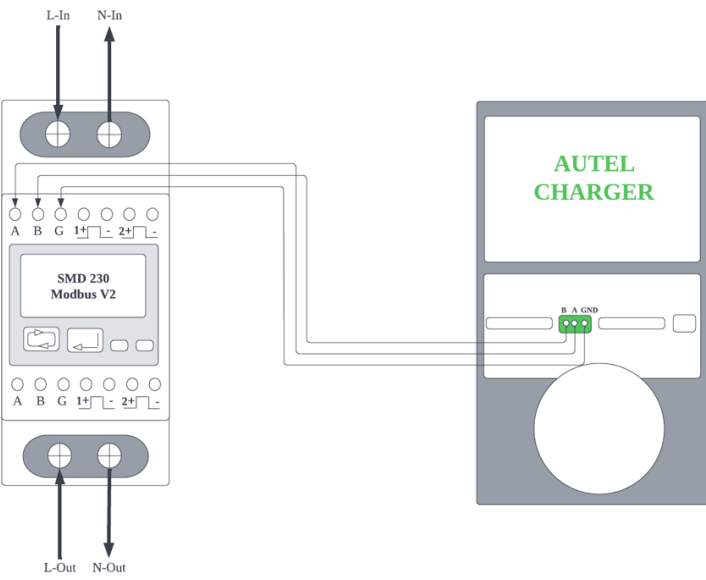 L-In N-In
AUTEL
CHARGER
A B G 1+ - 2+ -
SMD 230
Modbus V2
B A GND
A B G 1+ - 2+ -
L-Out N-Out